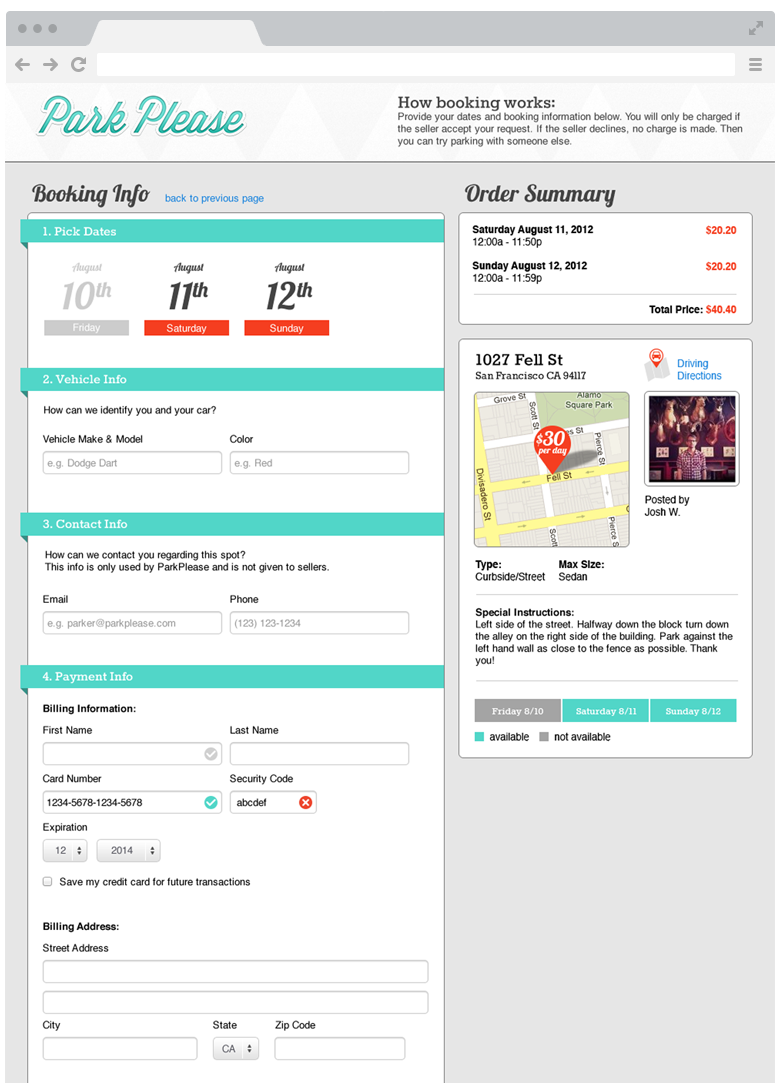 Park Please
How booking works:
Provide your dates and booking information below. You will only be charged if
the seller accept your request. If the seller declines, no charge is made. Then
you can try parking with someone else.
Booking Info
back to previous page
1. Pick Dates
August
10th
Friday
August
11th
Saturday
August
12th
Sunday
2. Vehicle Info
How can we identify you and your car?
Vehicle Make & Model
Color
e.g. Dodge Dart
e.g. Red
3. Contact Info
How can we contact you regarding this spot?
This info is only used by ParkPlease and is not given to sellers.
Email
Phone
e.g. parker@parkplease.com
(123) 123-1234
4. Payment Info
Billing Information:
First Name
Last Name
Card Number
Security Code
1234-5678-1234-5678
abcdef
Expiration
12
2014
Save my credit card for future transactions
Billing Address:
Street Address
City
State
Zip Code
CA
Order Summary
Saturday August 11, 2012
$20.20
12:00a - 11:50p
Sunday August 12, 2012
$20.20
12:00a - 11:59p
Total Price: $40.40
1027 Fell St
San Francisco CA 94117
Driving
Directions
Grove St
Alamo
Square Park
Scott St
es St
Pierce St
$30
per day
Fell St
Divisadero St
Scott
Pierce St
Posted by
Josh W.
Type:
Curbside/Street
Max Size:
Sedan
Special Instructions:
Left side of the street. Halfway down the block turn down
the alley on the right side of the building. Park against the
left hand wall as close to the fence as possible. Thank
you!
Friday 8/10
Saturday 8/11
Sunday 8/12
available
not available